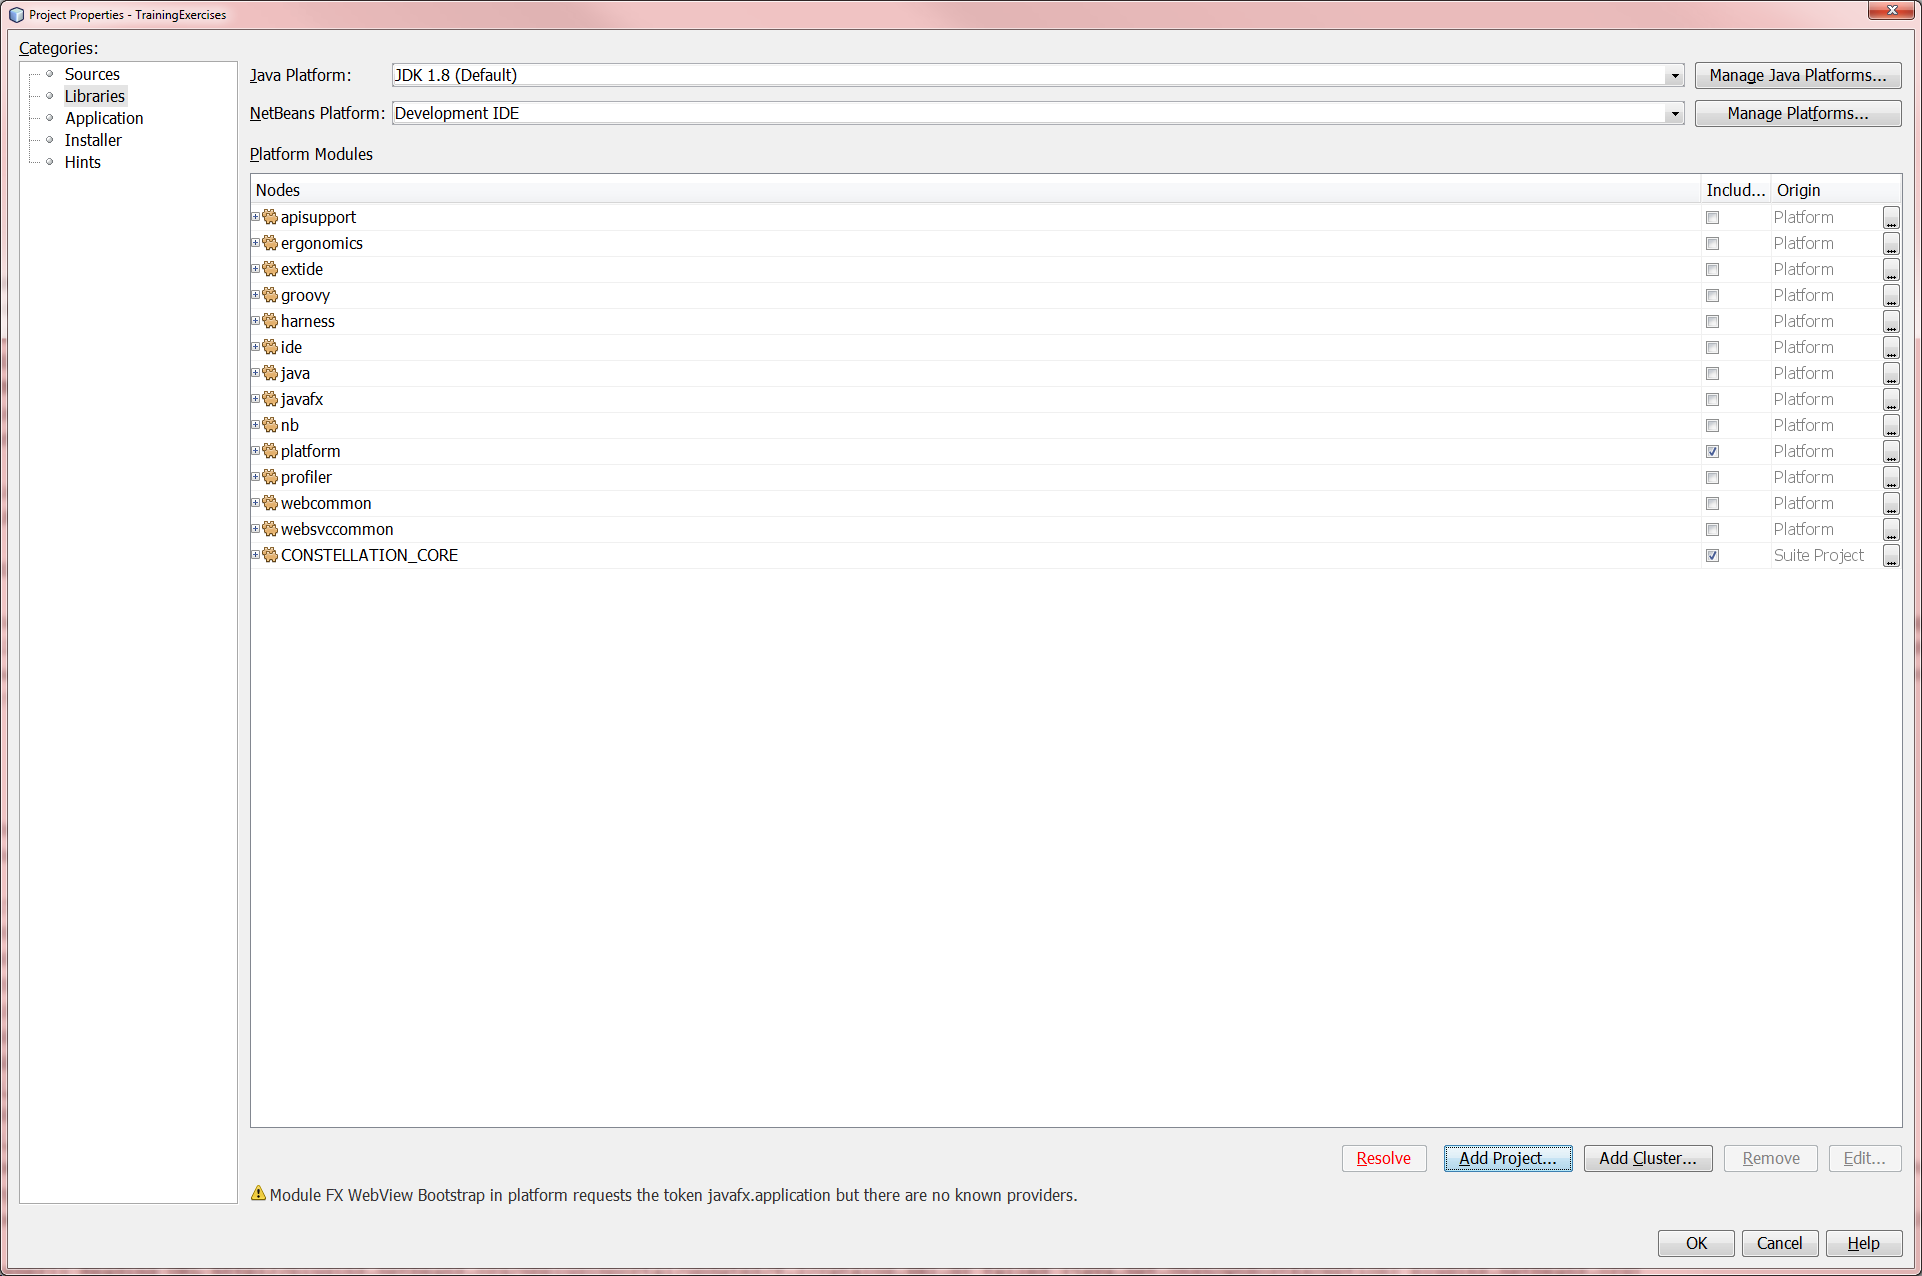 Project Properties - TrainingExercises
Categories:
Sources
Libraries
Application
Installer
Hints
Java Platform: JDK 1.8 (Default) Manage Java Platforms...
NetBeans Platform: Development IDE Manage Platforms...
Platform Modules
Nodes Includ... Origin
apisupport Platform ...
ergonomics Platform ...
extide Platform ...
groovy Platform ...
harness Platform ...
ide Platform ...
java Platform ...
javafx Platform ...
nb Platform ...
platform Platform ...
profiler Platform ...
webcommon Platform ...
websvccommon Platform ...
CONSTELLATION_CORE Suite Project ...
Resolve Add Project... Add Cluster... Remove Edit...
Module FX WebView Bootstrap in platform requests the token javafx.application but there are no known providers.
OK Cancel Help